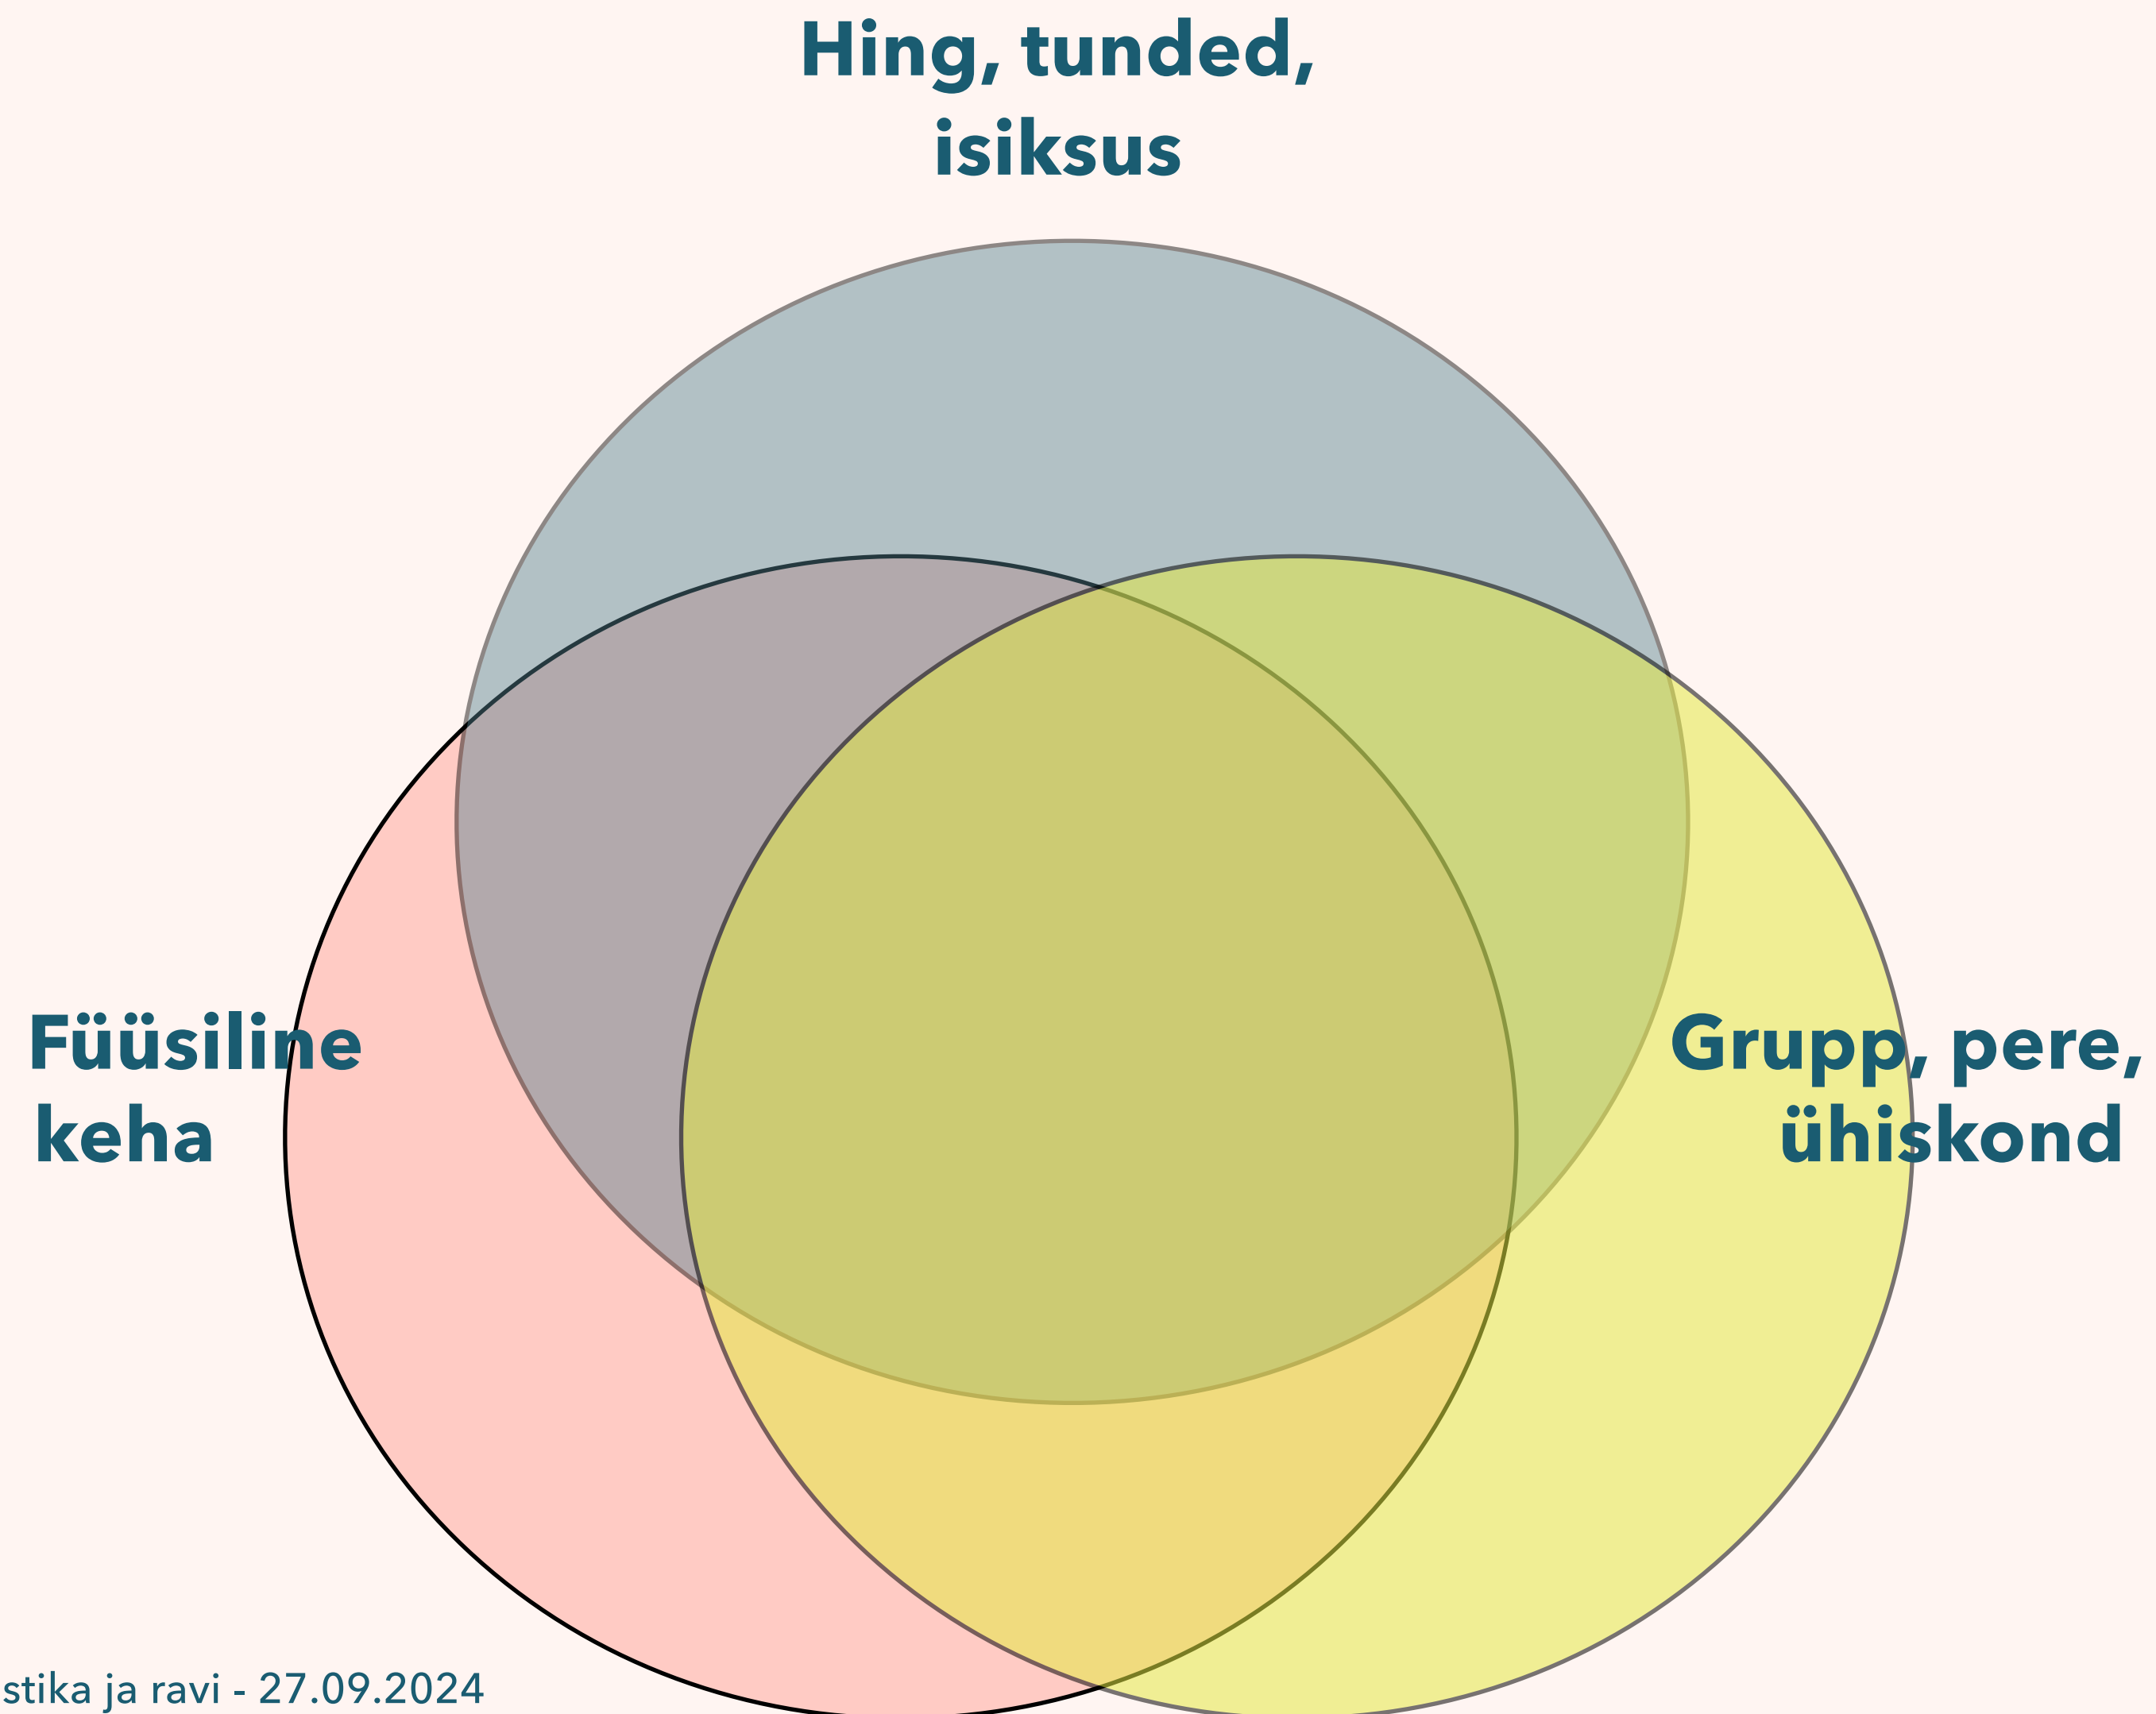 Hing, tunded,
isiksus
Füüsiline
keha
Grupp, pere,
ühiskond
stika ja ravi - 27.09.2024